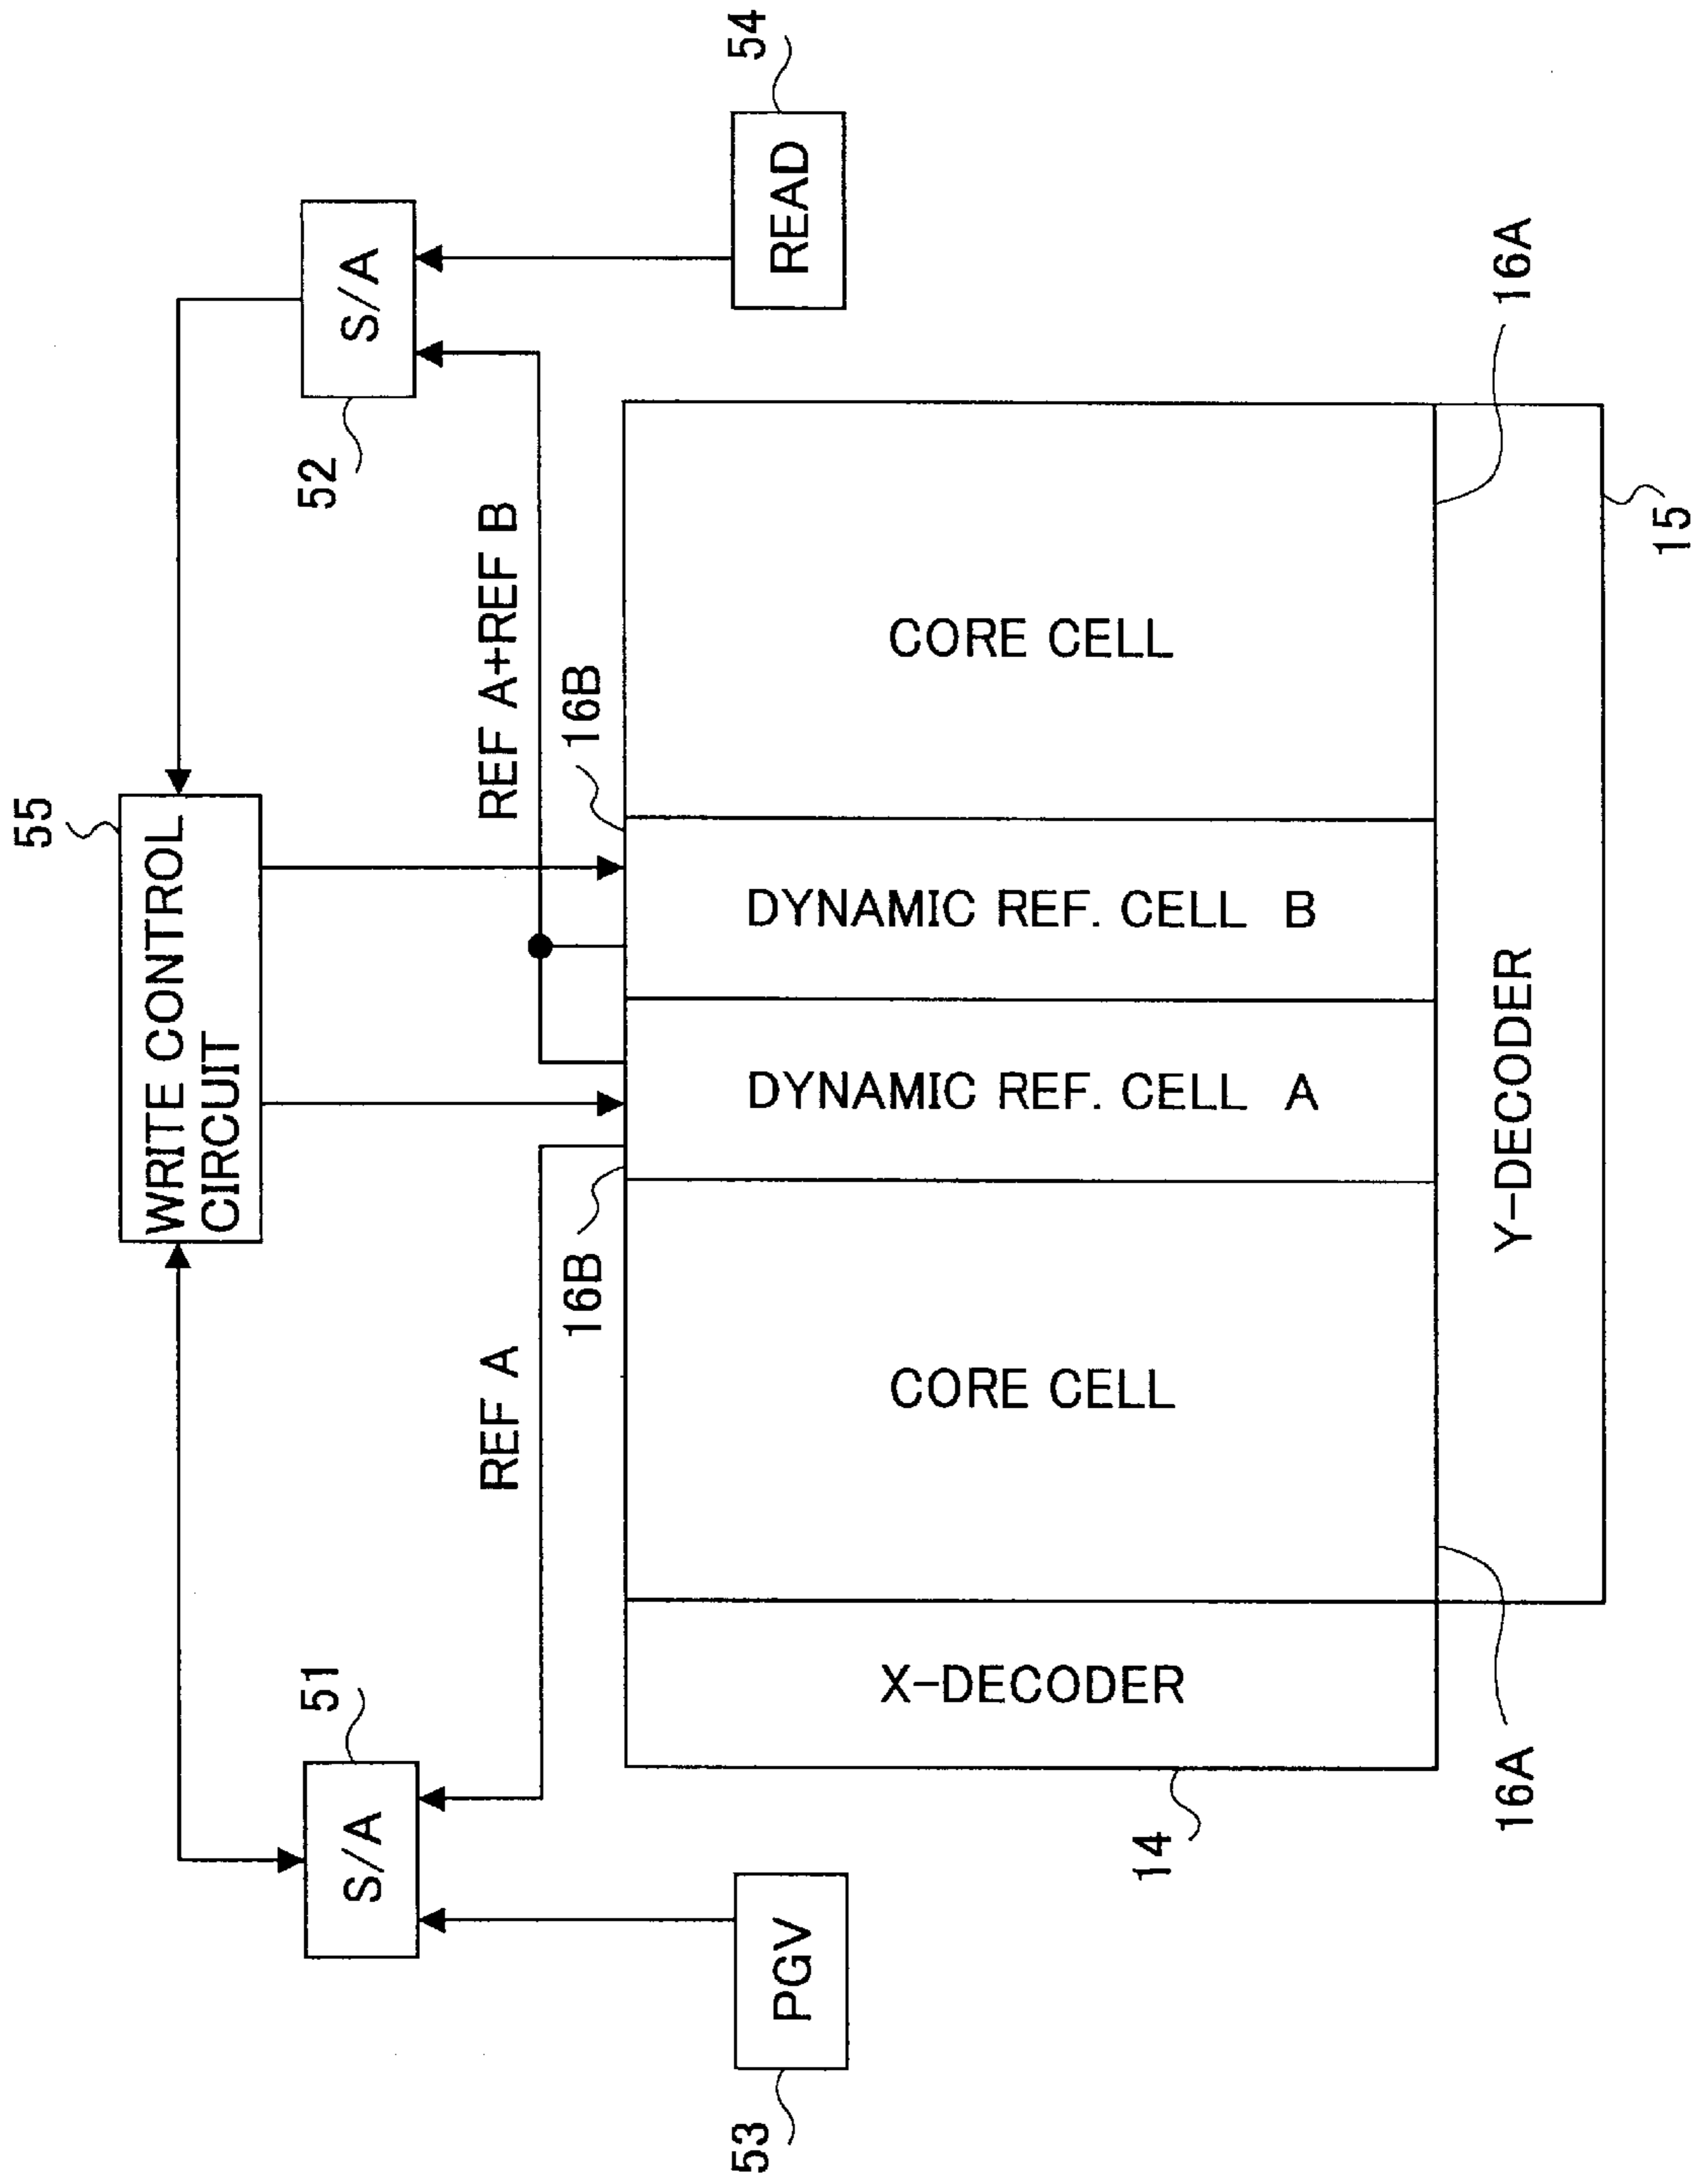 55
WRITE CONTROL
CIRCUIT
51
S/A
52
S/A
REF A
REF A+REF B
16B
16B
53
PGV
54
READ
X-DECODER
CORE CELL
DYNAMIC REF. CELL A
DYNAMIC REF. CELL B
CORE CELL
14
16A
Y-DECODER
16A
15